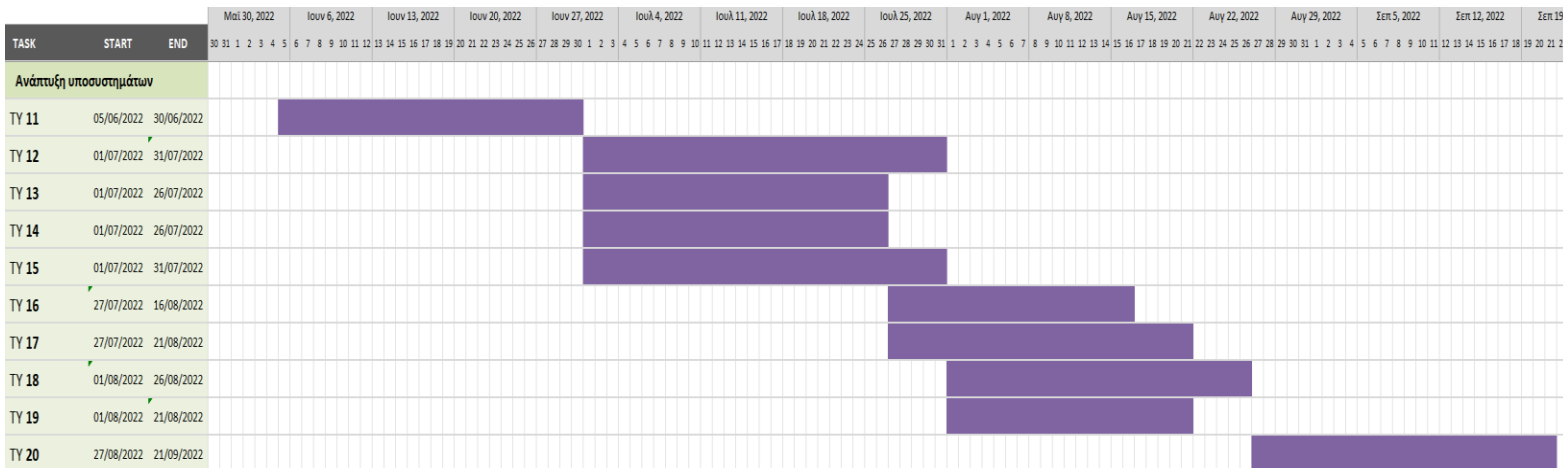 Μαϊ 30, 2022 Ιουν 6, 2022 Ιουν 13, 2022 Ιουν 20, 2022 Ιουν 27, 2022 Ιουλ 4, 2022 Ιουλ 11, 2022 Ιουλ 18, 2022 Ιουλ 25, 2022 Αυγ 1, 2022 Αυγ 8, 2022 Αυγ 15, 2022 Αυγ 22, 2022 Αυγ 29, 2022 Σεπ 5, 2022 Σεπ 12, 2022 Σεπ 19
TASK START END 30 31 1 2 3 4 5 6 7 8 9 10 11 12 13 14 15 16 17 18 19 20 21 22 23 24 25 26 27 28 29 30 1 2 3 4 5 6 7 8 9 10 11 12 13 14 15 16 17 18 19 20 21 22 23 24 25 26 27 28 29 30 31 1 2 3 4 5 6 7 8 9 10 11 12 13 14 15 16 17 18 19 20 21 22 23 24 25 26 27 28 29 30 31 1 2 3 4 5 6 7 8 9 10 11 12 13 14 15 16 17 18 19 20 21 2
Ανάπτυξη υποσυστημάτων
ΤΥ 11 05/06/2022 30/06/2022
ΤΥ 12 01/07/2022 31/07/2022
ΤΥ 13 01/07/2022 26/07/2022
ΤΥ 14 01/07/2022 26/07/2022
ΤΥ 15 01/07/2022 31/07/2022
ΤΥ 16 27/07/2022 16/08/2022
ΤΥ 17 27/07/2022 21/08/2022
ΤΥ 18 01/08/2022 26/08/2022
ΤΥ 19 01/08/2022 21/08/2022
ΤΥ 20 27/08/2022 21/09/2022